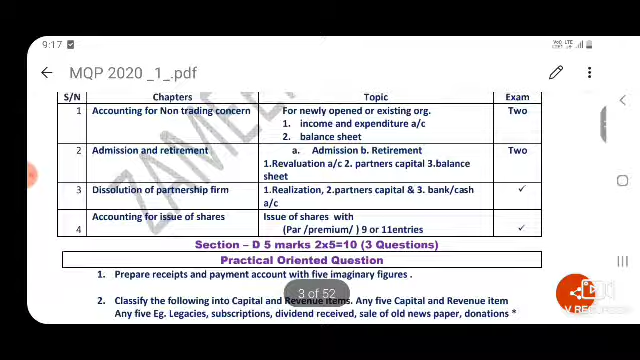 9:17
Vo) LTE
MQP 2020 _1_.pdf
S/N Chapters Topic Exam
1 Accounting for Non trading concern For newly opened or existing org. Two
1. income and expenditure a/c
2. balance sheet
2 Admission and retirement a. Admission b. Retirement Two
1.Revaluation a/c 2. partners capital 3.balance
sheet
3 Dissolution of partnership firm 1.Realization, 2.partners capital & 3. bank/cash ✓
a/c
Accounting for issue of shares Issue of shares with
4 (Par /premium/ ) 9 or 11entries ✓
Section – D 5 marks 2x5=10 (3 Questions)
Practical Oriented Question
1. Prepare receipts and payment account with five imaginary figures .
3 of 52
2. Classify the following into Capital and Revenue items. Any five Capital and Revenue item
Any five Eg. Legacies, subscriptions, dividend received, sale of old news paper, donations *
ZAMEE
V RECORDER